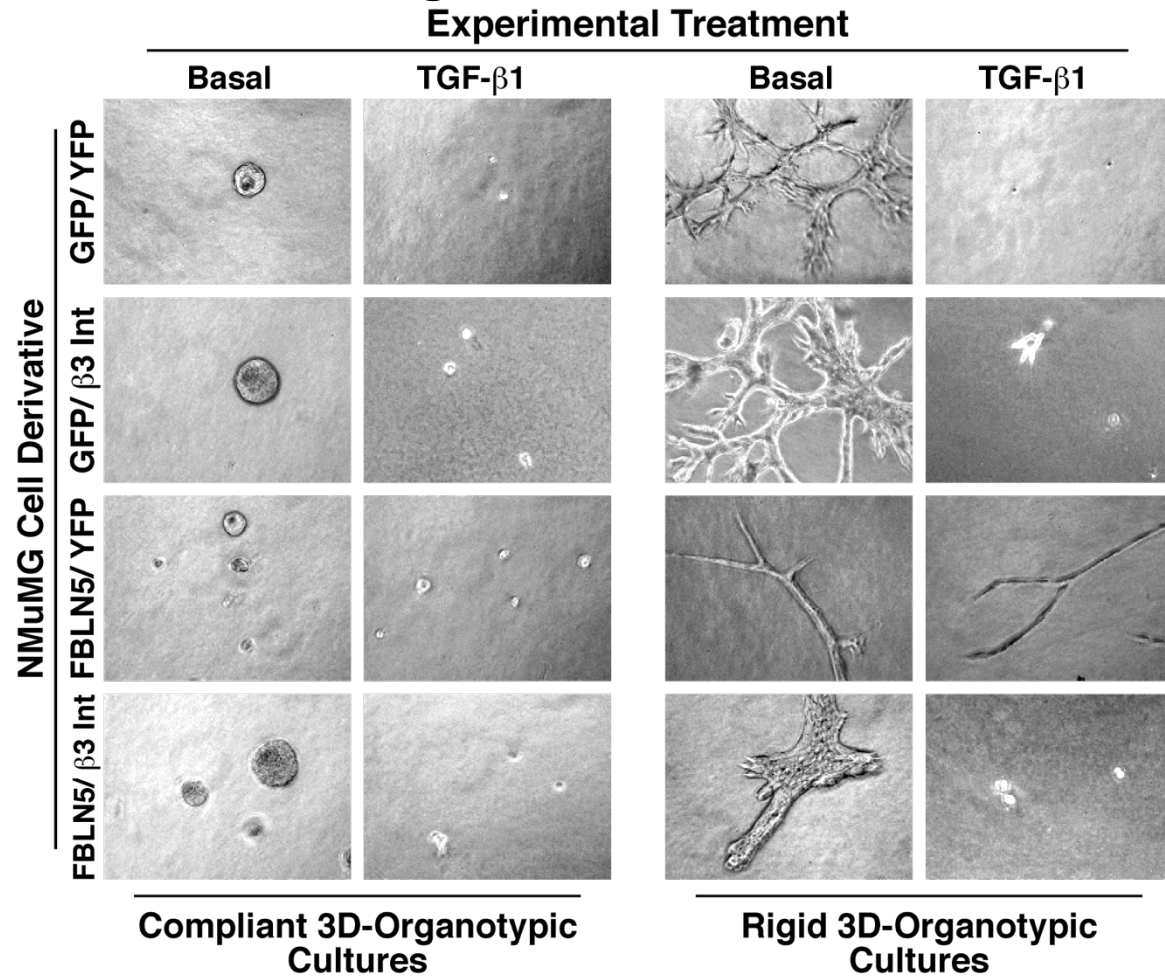 Experimental Treatment
Basal
TGF-β1
Basal
TGF-β1
NMuMG Cell Derivative
GFP/ YFP
GFP/ β3 Int
FBLN5/ YFP
FBLN5/ β3 Int
Compliant 3D-Organotypic
Cultures
Rigid 3D-Organotypic
Cultures